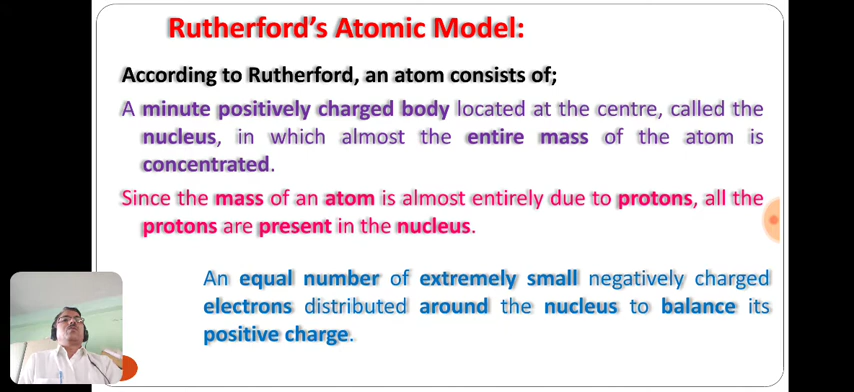 Rutherford's Atomic Model:
According to Rutherford, an atom consists of;
A minute positively charged body located at the centre, called the
nucleus, in which almost the entire mass of the atom is
concentrated.
Since the mass of an atom is almost entirely due to protons, all the
protons are present in the nucleus.
An equal number of extremely small negatively charged
electrons distributed around the nucleus to balance its
positive charge.